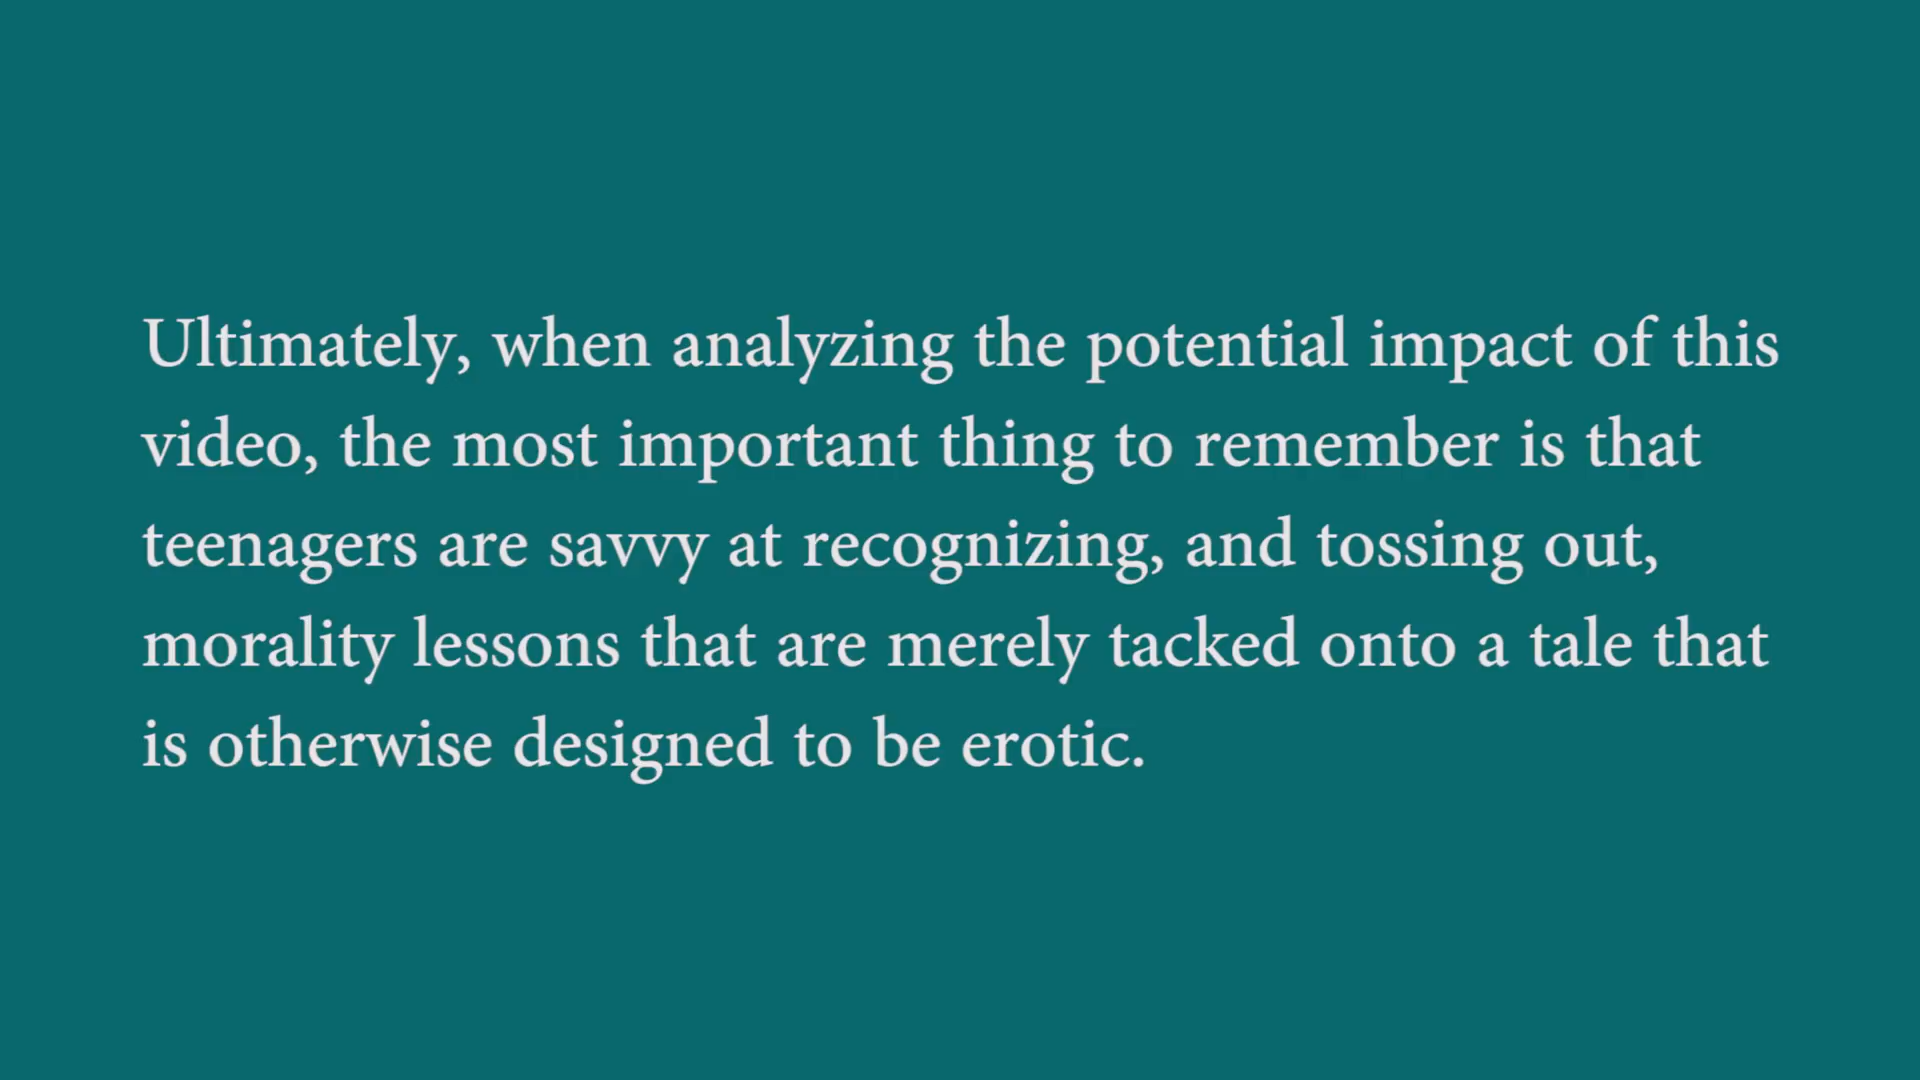 Ultimately, when analyzing the potential impact of this
video, the most important thing to remember is that
teenagers are savvy at recognizing, and tossing out,
morality lessons that are merely tacked onto a tale that
is otherwise designed to be erotic.